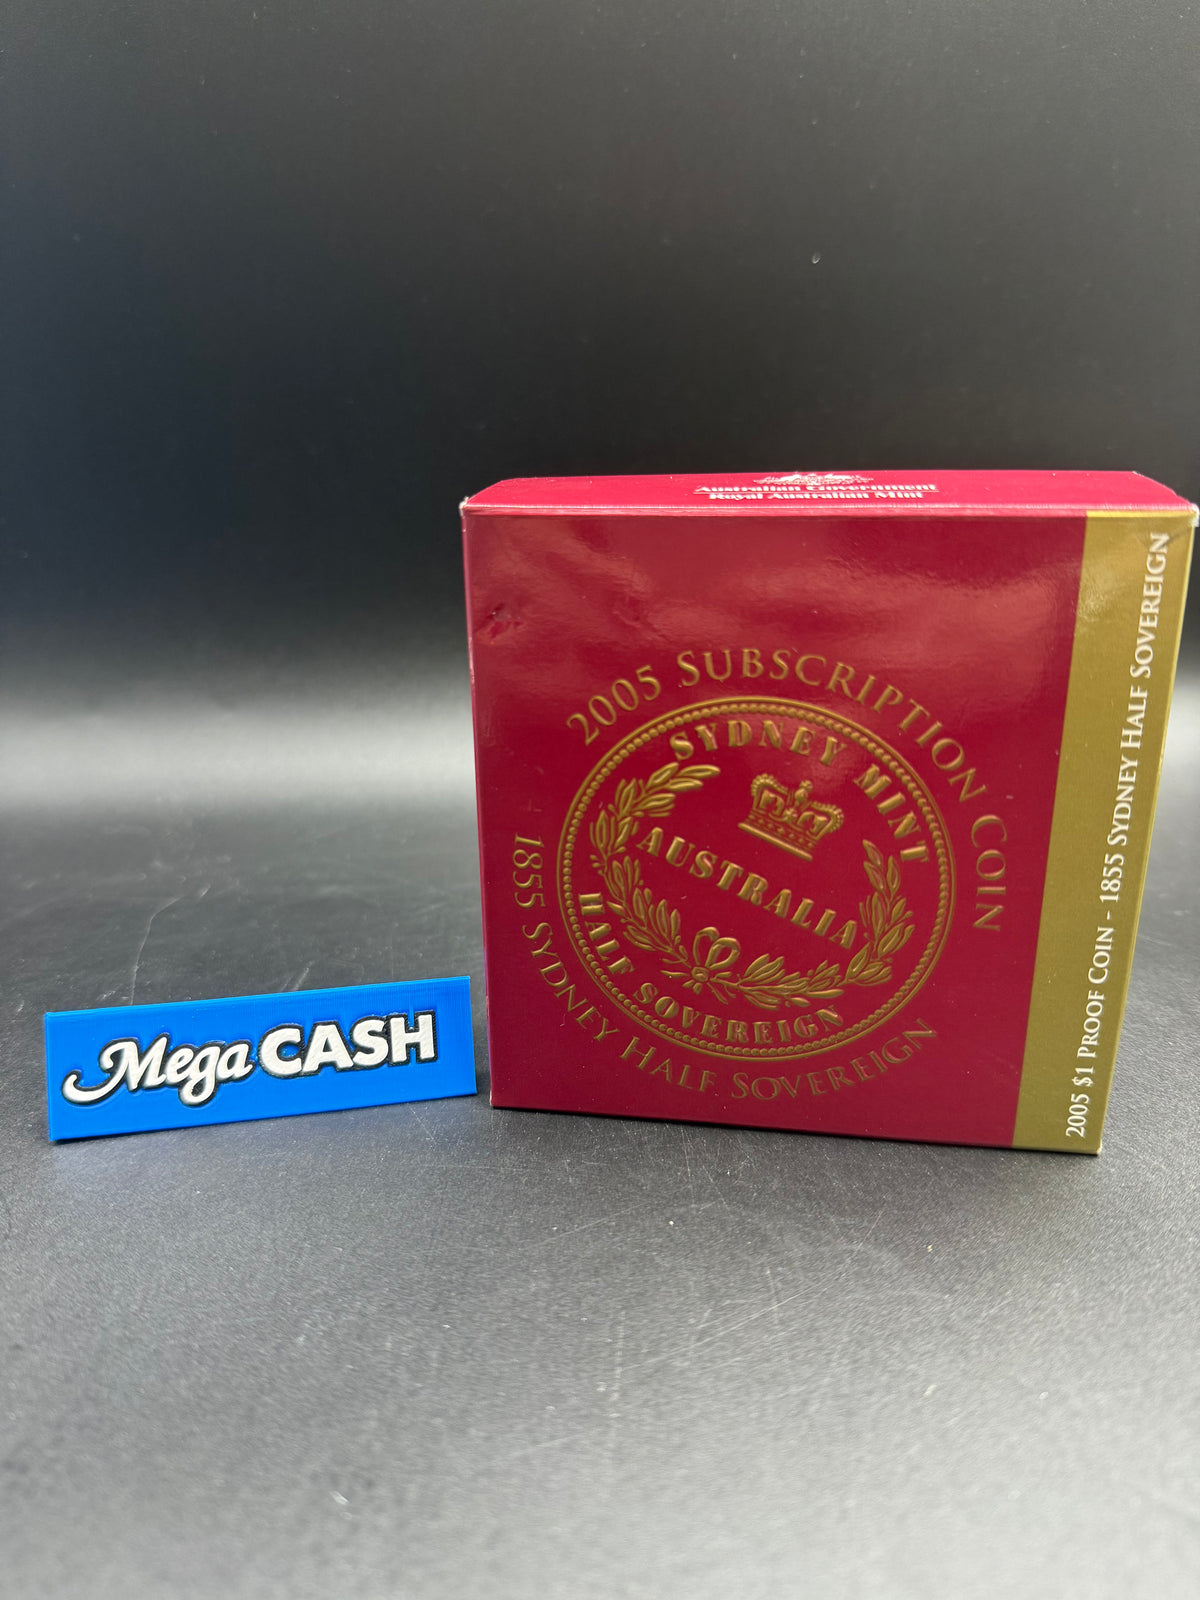 Australian Government
Royal Australian Mint
2005 SUBSCRIPTION COIN
SYDNEY MINT
AUSTRALIA
HALF SOVEREIGN
1855 SYDNEY HALF SOVEREIGN
2005 $1 PROOF COIN - 1855 SYDNEY HALF SOVEREIGN
Mega CASH